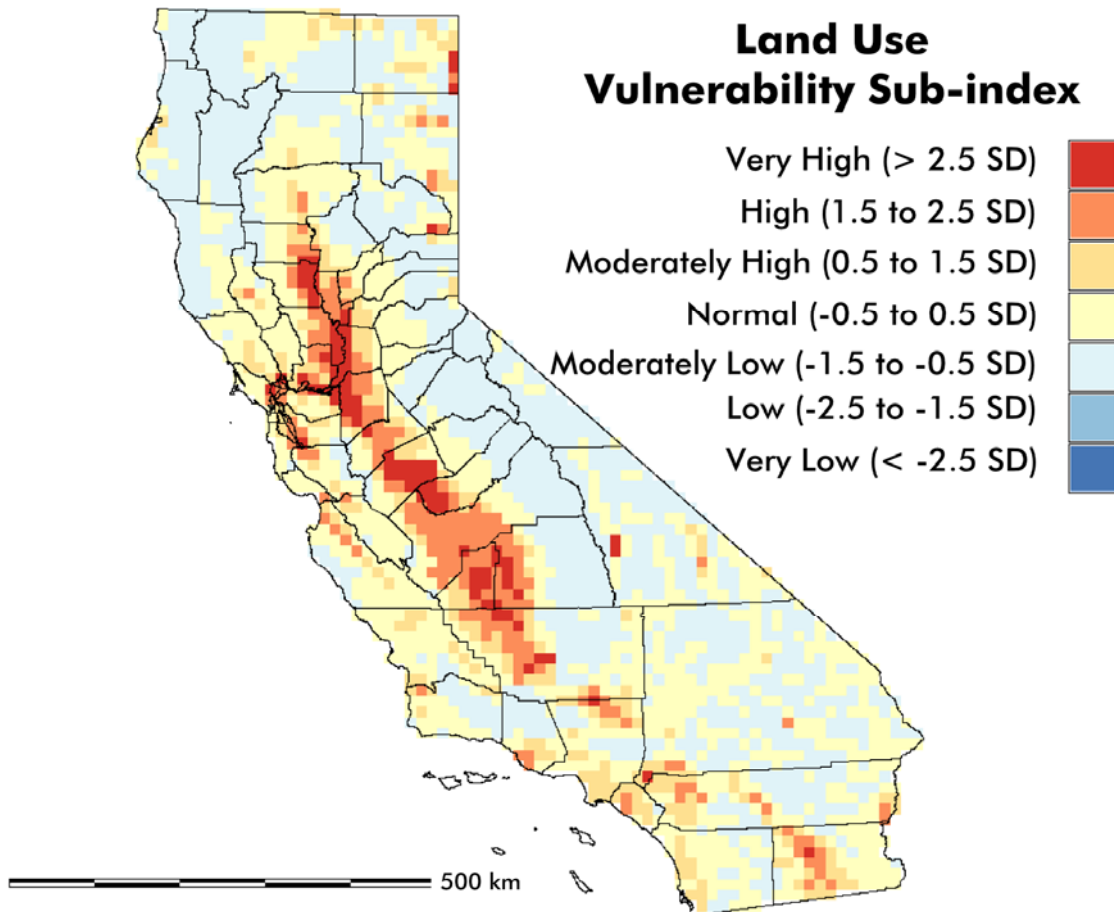 Land Use
Vulnerability Sub-index
Very High (> 2.5 SD)
High (1.5 to 2.5 SD)
Moderately High (0.5 to 1.5 SD)
Normal (-0.5 to 0.5 SD)
Moderately Low (-1.5 to -0.5 SD)
Low (-2.5 to -1.5 SD)
Very Low (< -2.5 SD)
500 km